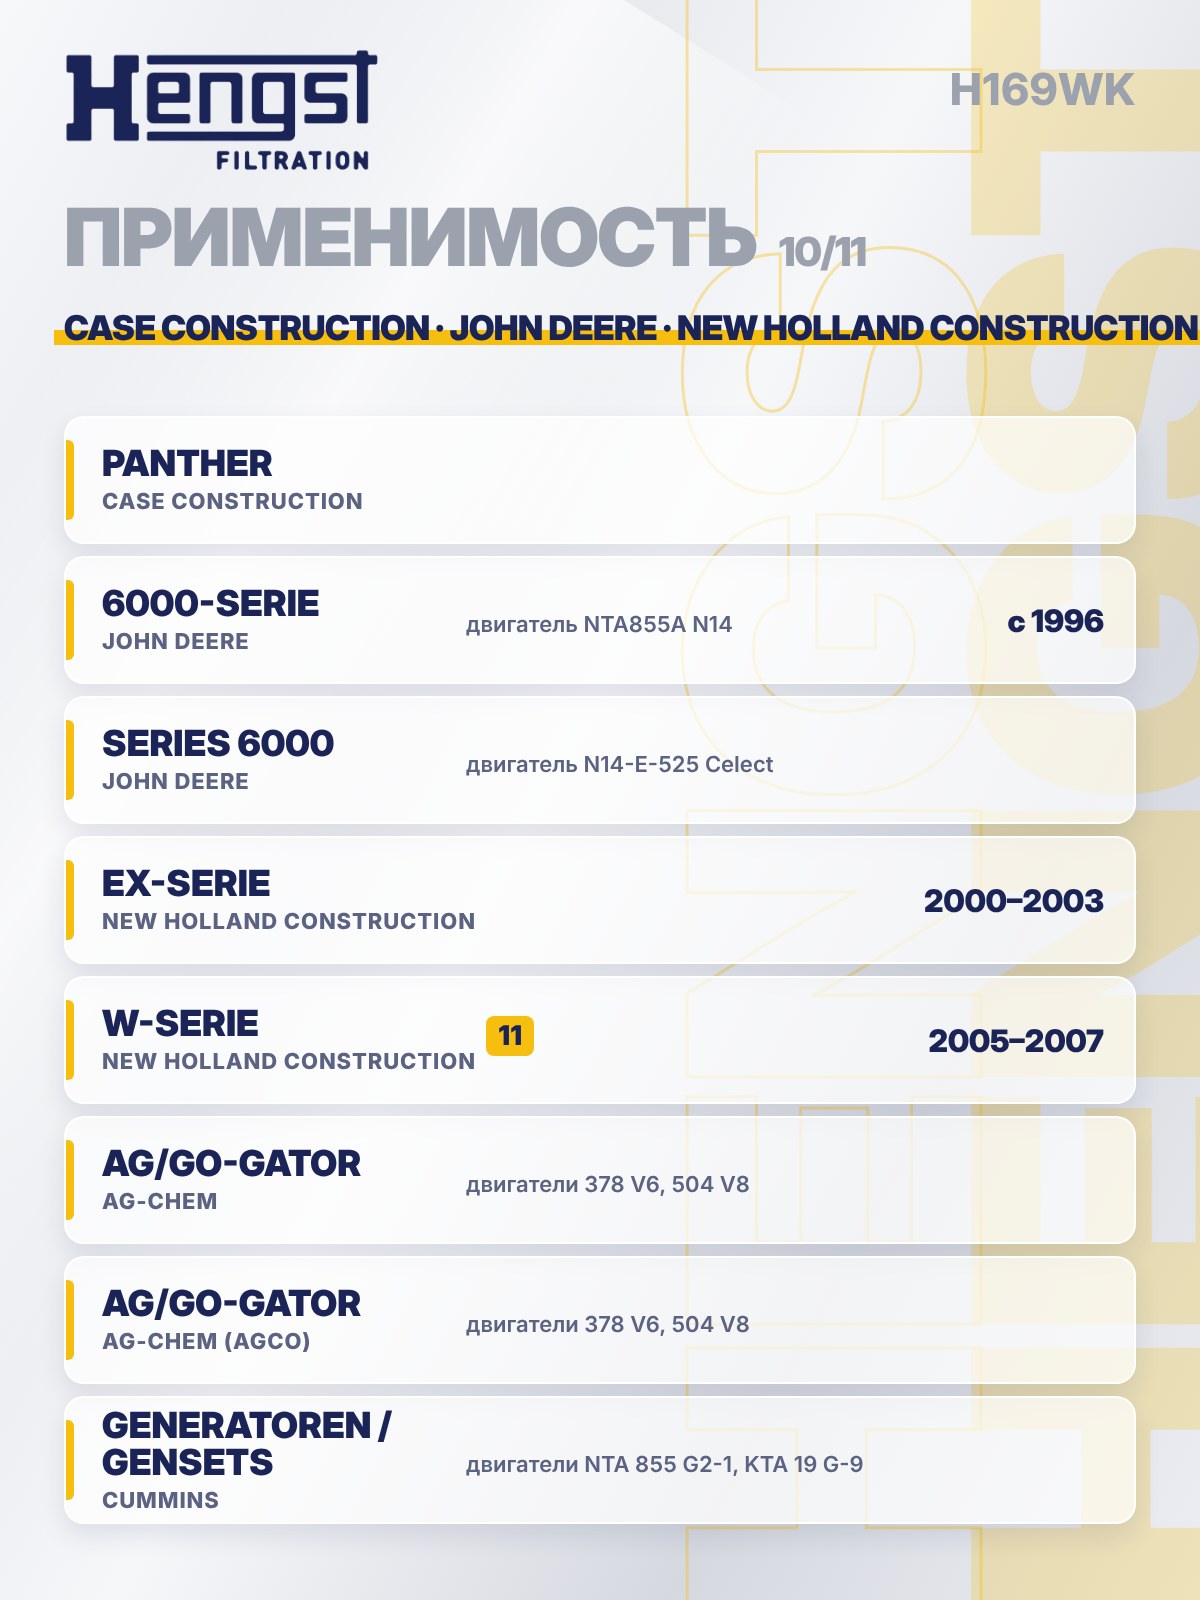 Hengst
FILTRATION
H169WK
ПРИМЕНИМОСТЬ 10/11
CASE CONSTRUCTION · JOHN DEERE · NEW HOLLAND CONSTRUCTION
PANTHER
CASE CONSTRUCTION
6000-SERIE
JOHN DEERE
двигатель NTA855A N14
с 1996
SERIES 6000
JOHN DEERE
двигатель N14-E-525 Celect
EX-SERIE
NEW HOLLAND CONSTRUCTION
2000–2003
W-SERIE
NEW HOLLAND CONSTRUCTION
11
2005–2007
AG/GO-GATOR
AG-CHEM
двигатели 378 V6, 504 V8
AG/GO-GATOR
AG-CHEM (AGCO)
двигатели 378 V6, 504 V8
GENERATOREN /
GENSETS
CUMMINS
двигатели NTA 855 G2-1, KTA 19 G-9
HENGST
HENGST